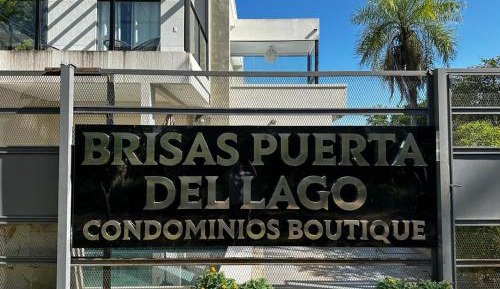 BRISAS PUERTA
DEL LAGO
CONDOMINIOS BOUTIQUE